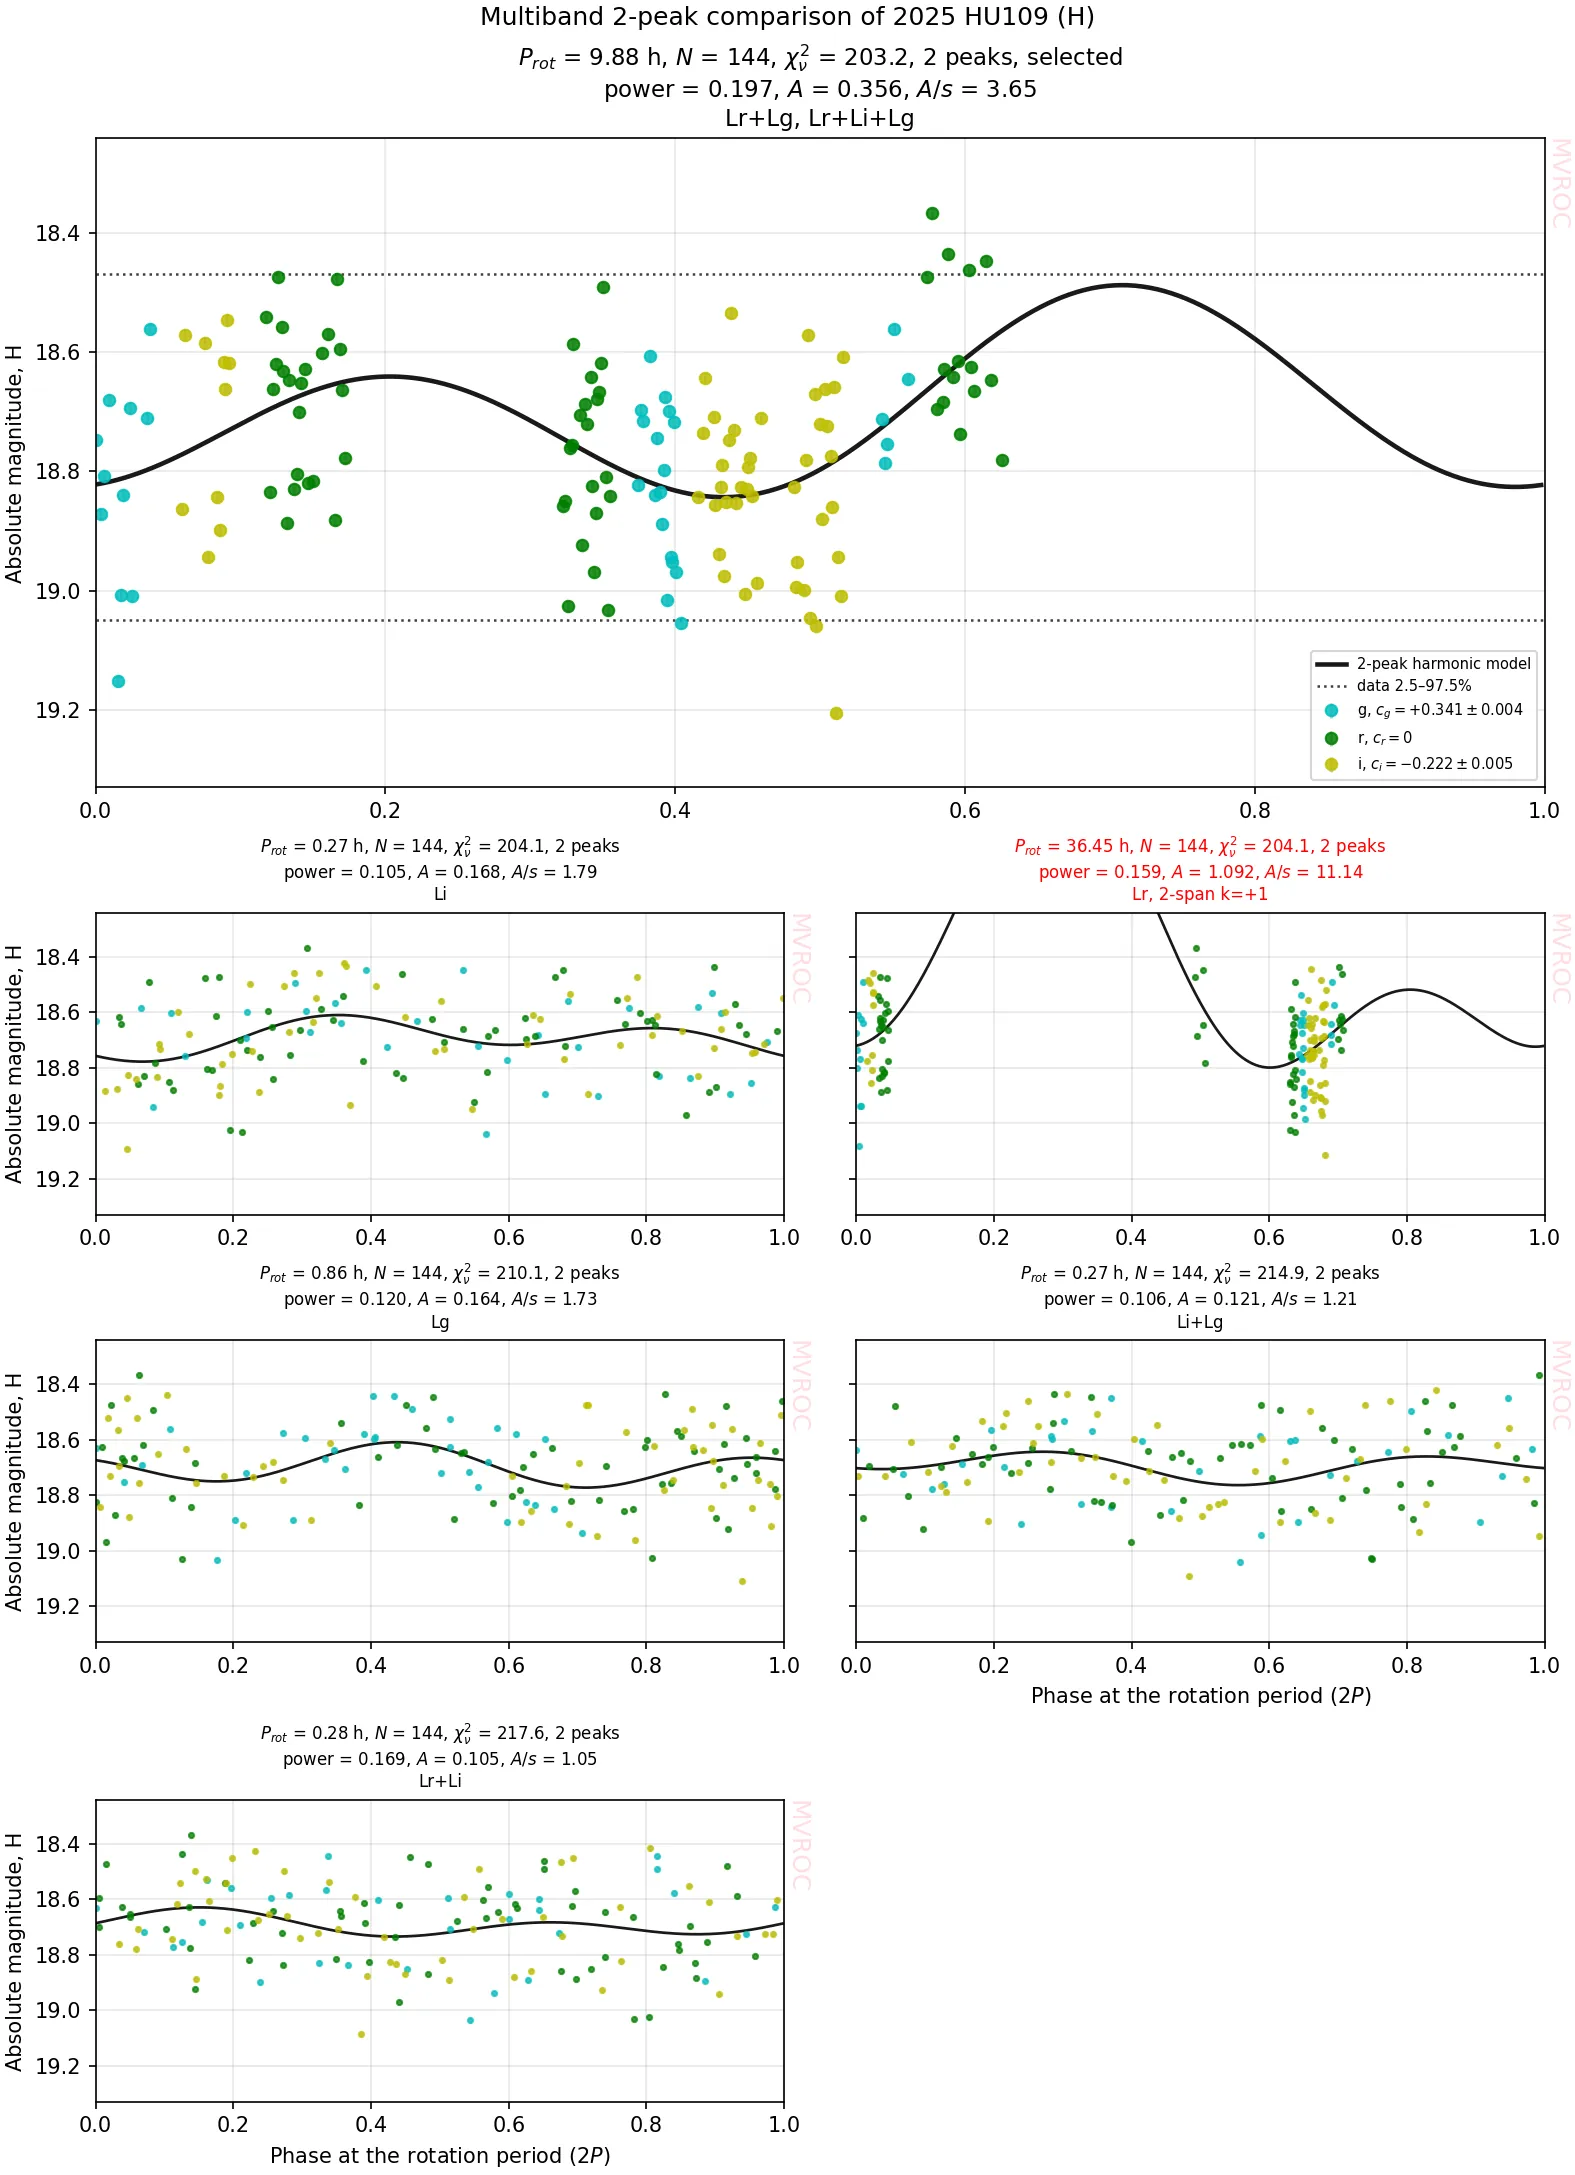 Multiband 2-peak comparison of 2025 HU109 (H)
P_rot = 9.88 h, N = 144, χ²_ν = 203.2, 2 peaks, selected
power = 0.197, A = 0.356, A/s = 3.65
Lr+Lg, Lr+Li+Lg
MVROC
Absolute magnitude, H
18.4
18.6
18.8
19.0
19.2
2-peak harmonic model
data 2.5–97.5%
g, c_g = +0.341 ± 0.004
r, c_r = 0
i, c_i = −0.222 ± 0.005
0.0 0.2 0.4 0.6 0.8 1.0
P_rot = 0.27 h, N = 144, χ²_ν = 204.1, 2 peaks
power = 0.105, A = 0.168, A/s = 1.79
Li
MVROC
Absolute magnitude, H
18.4
18.6
18.8
19.0
19.2
0.0 0.2 0.4 0.6 0.8 1.0
P_rot = 36.45 h, N = 144, χ²_ν = 204.1, 2 peaks
power = 0.159, A = 1.092, A/s = 11.14
Lr, 2-span k=+1
MVROC
0.0 0.2 0.4 0.6 0.8 1.0
P_rot = 0.86 h, N = 144, χ²_ν = 210.1, 2 peaks
power = 0.120, A = 0.164, A/s = 1.73
Lg
MVROC
Absolute magnitude, H
18.4
18.6
18.8
19.0
19.2
0.0 0.2 0.4 0.6 0.8 1.0
P_rot = 0.27 h, N = 144, χ²_ν = 214.9, 2 peaks
power = 0.106, A = 0.121, A/s = 1.21
Li+Lg
MVROC
0.0 0.2 0.4 0.6 0.8 1.0
Phase at the rotation period (2P)
P_rot = 0.28 h, N = 144, χ²_ν = 217.6, 2 peaks
power = 0.169, A = 0.105, A/s = 1.05
Lr+Li
MVROC
Absolute magnitude, H
18.4
18.6
18.8
19.0
19.2
0.0 0.2 0.4 0.6 0.8 1.0
Phase at the rotation period (2P)